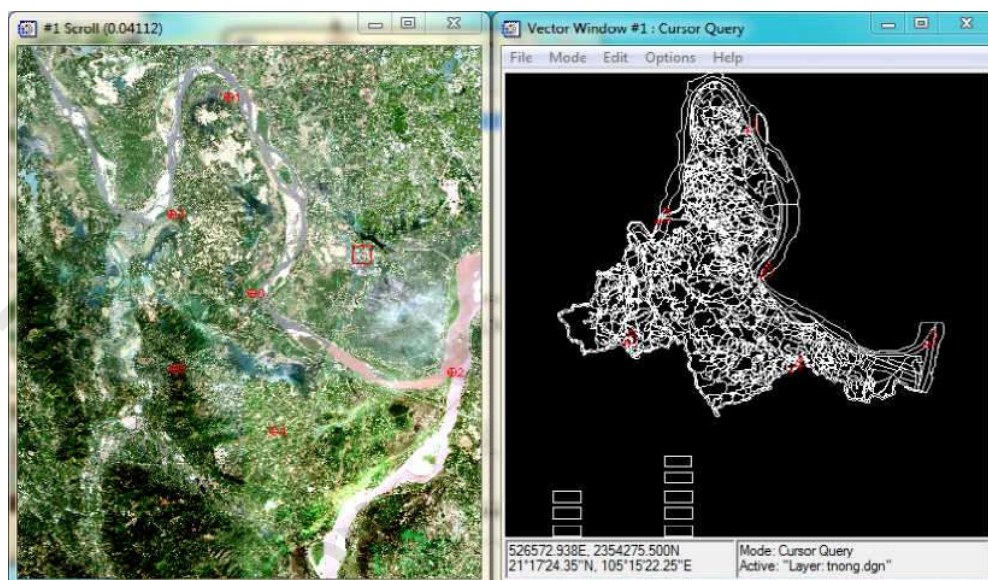 #1 Scroll (0.04112)
Vector Window #1 : Cursor Query
File Mode Edit Options Help
526572.938E, 2354275.500N
21°17'24.35"N, 105°15'22.25"E
Mode: Cursor Query
Active: "Layer: tnong.dgn"